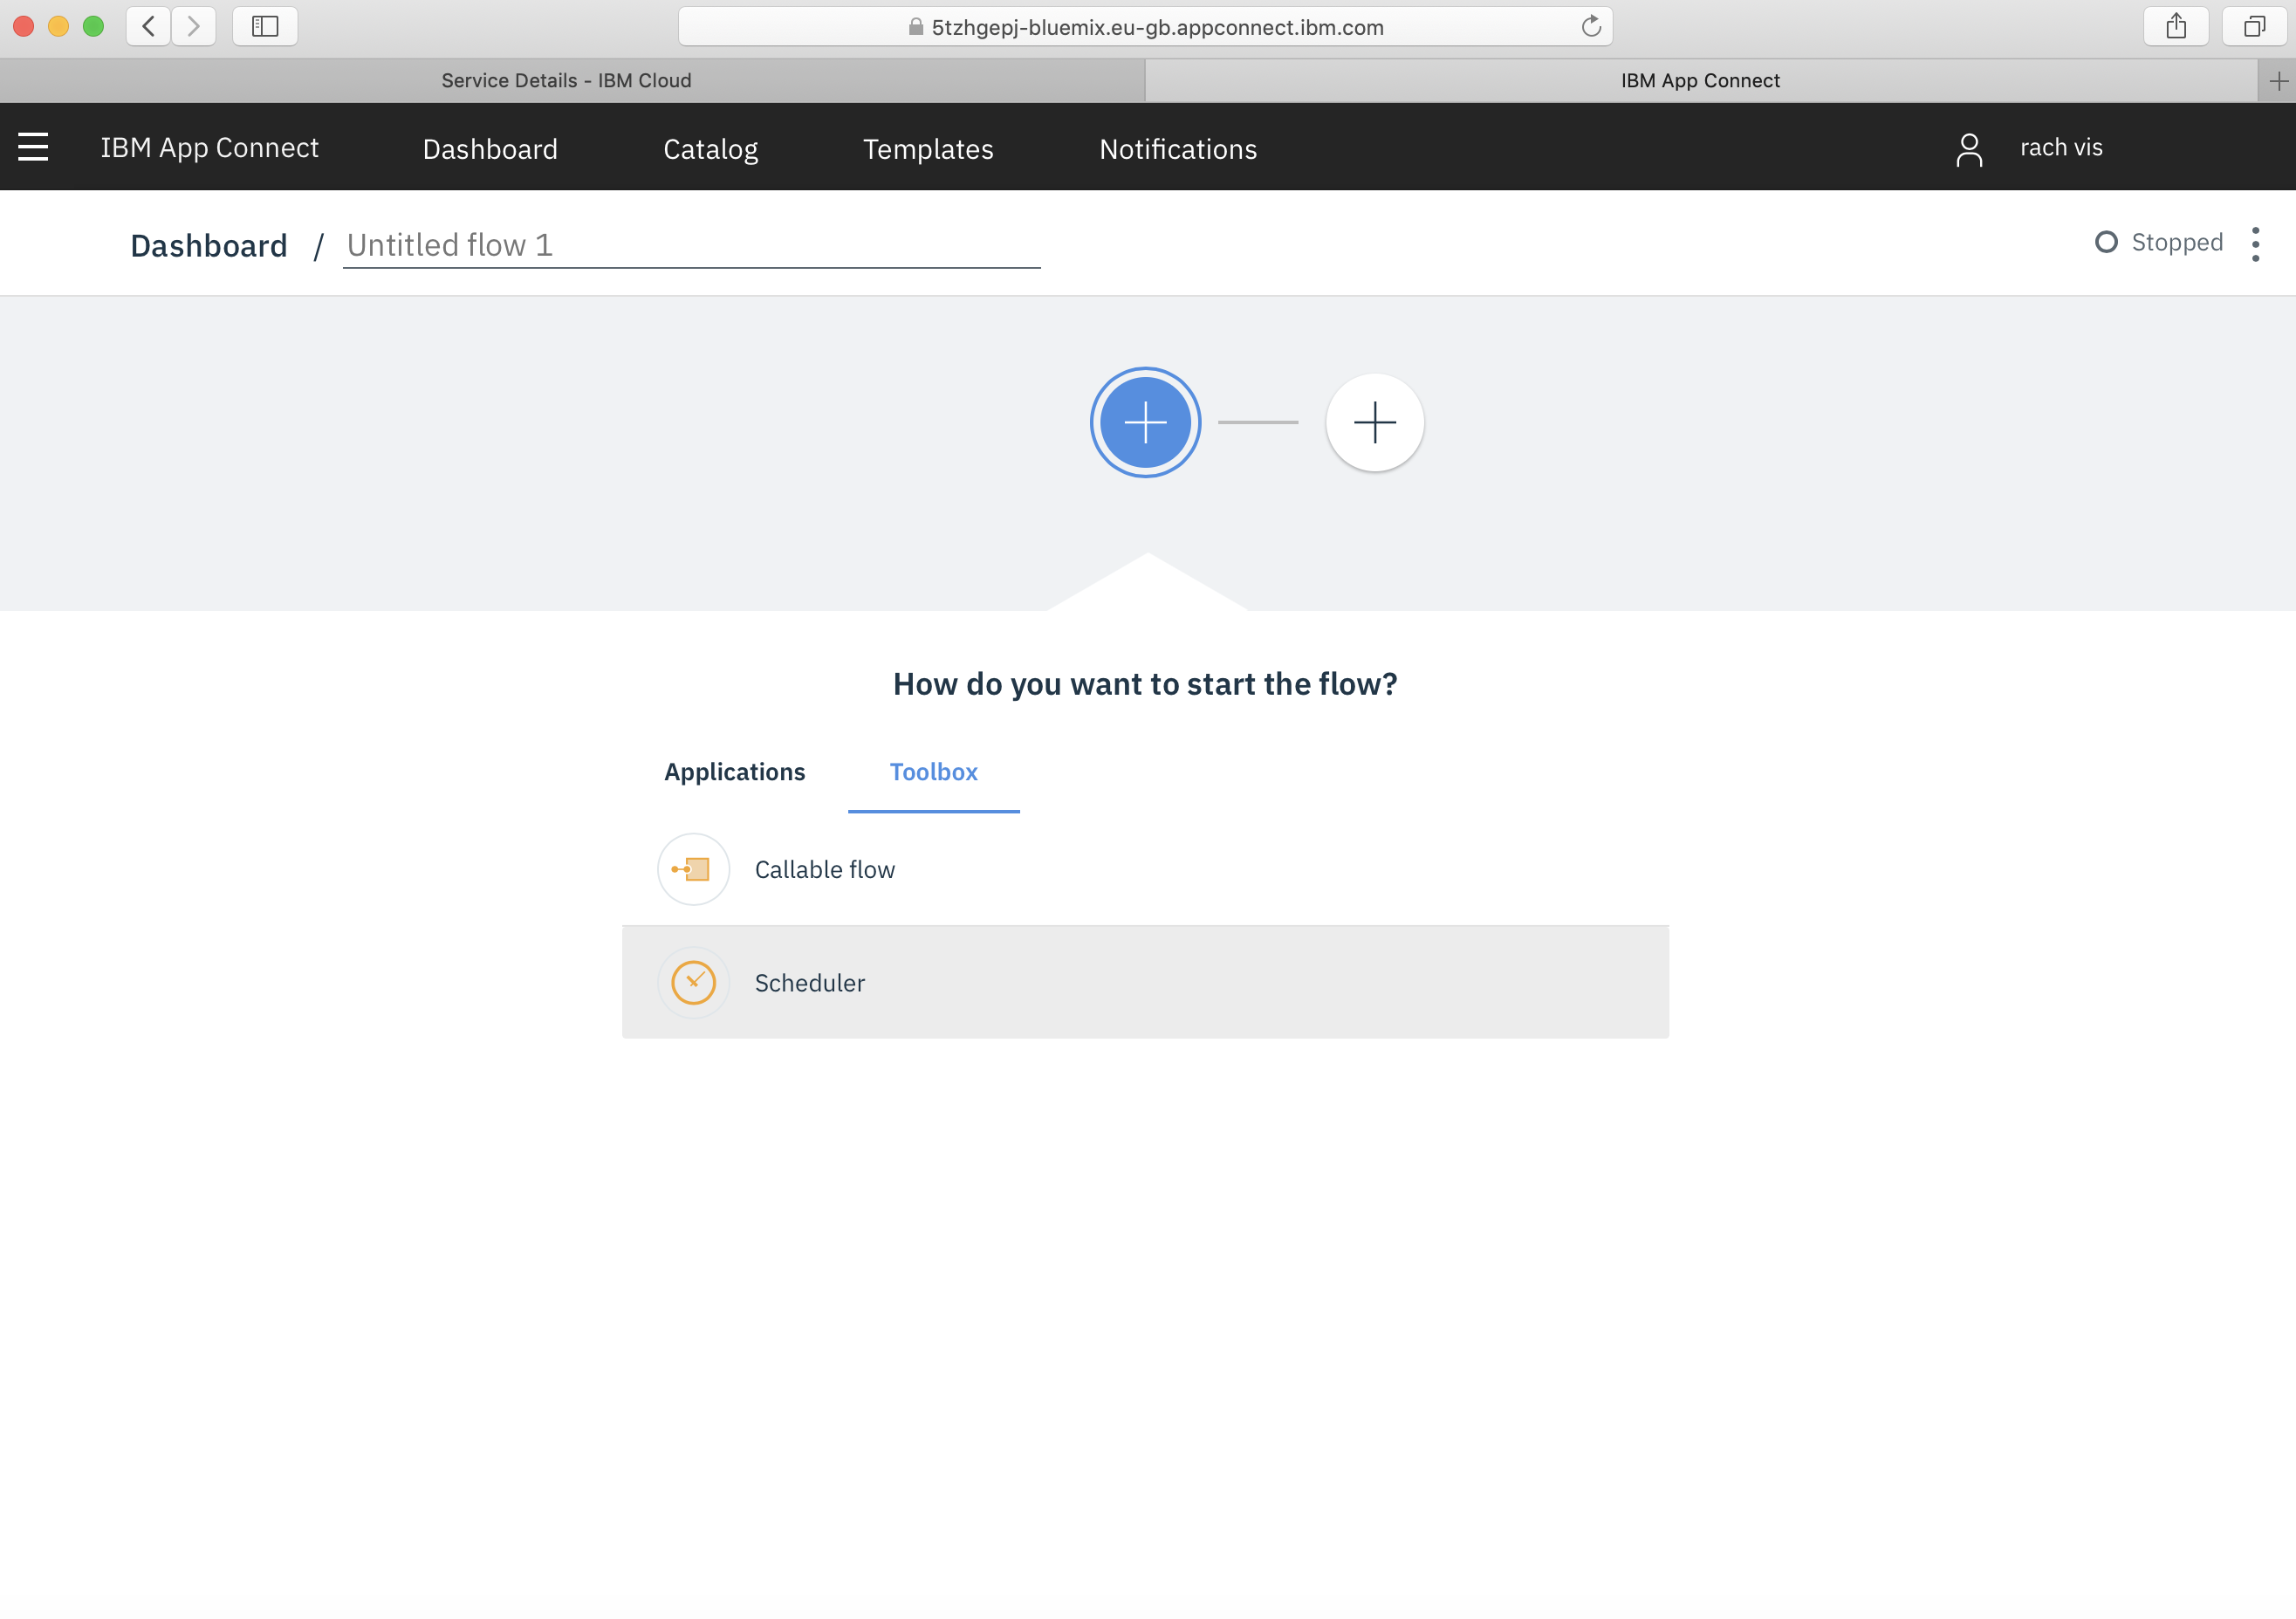 5tzhgepj-bluemix.eu-gb.appconnect.ibm.com
Service Details - IBM Cloud
IBM App Connect
IBM App Connect
Dashboard
Catalog
Templates
Notifications
rach vis
Dashboard / Untitled flow 1
Stopped
How do you want to start the flow?
Applications
Toolbox
Callable flow
Scheduler